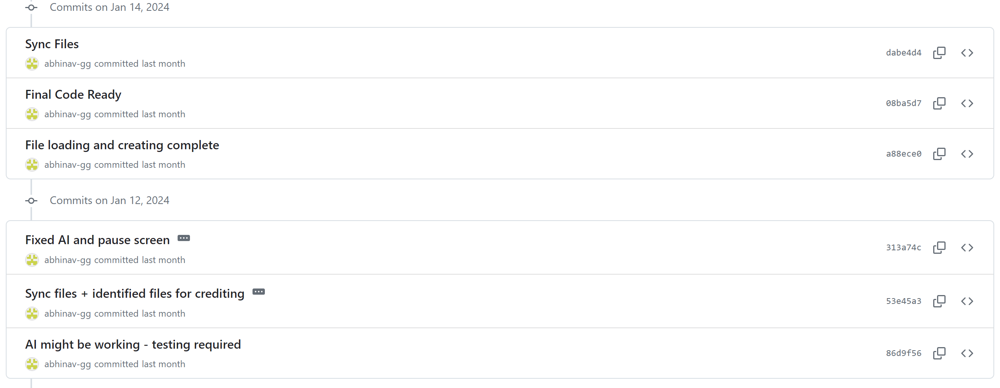 Commits on Jan 14, 2024
Sync Files
abhinav-gg committed last month
dabe4d4
Final Code Ready
abhinav-gg committed last month
08ba5d7
File loading and creating complete
abhinav-gg committed last month
a88ece0
Commits on Jan 12, 2024
Fixed AI and pause screen
abhinav-gg committed last month
313a74c
Sync files + identified files for crediting
abhinav-gg committed last month
53e45a3
AI might be working - testing required
abhinav-gg committed last month
86d9f56